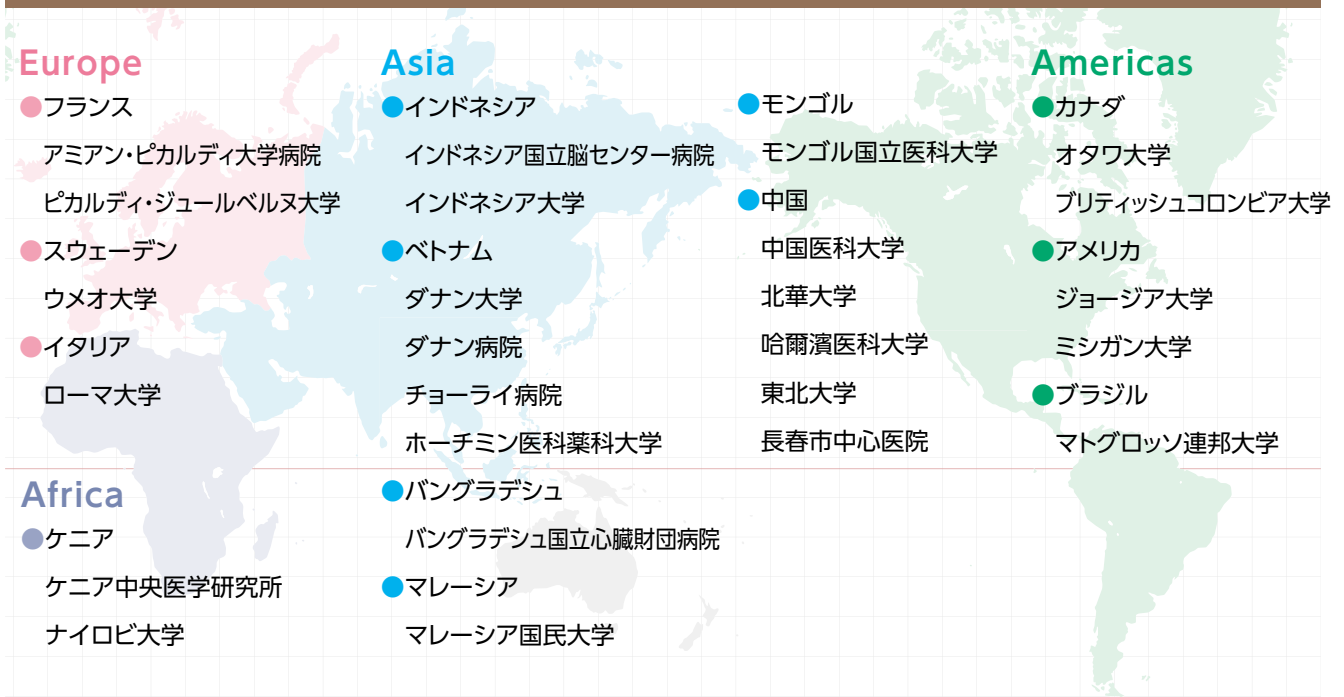 Europe
●フランス
アミアン・ピカルディ大学病院
ピカルディ・ジュールベルヌ大学
●スウェーデン
ウメオ大学
●イタリア
ローマ大学
Africa
●ケニア
ケニア中央医学研究所
ナイロビ大学
Asia
●インドネシア
インドネシア国立脳センター病院
インドネシア大学
●ベトナム
ダナン大学
ダナン病院
チョーライ病院
ホーチミン医科薬科大学
●バングラデシュ
バングラデシュ国立心臓財団病院
●マレーシア
マレーシア国民大学
●モンゴル
モンゴル国立医科大学
●中国
中国医科大学
北華大学
哈爾濱医科大学
東北大学
長春市中心医院
Americas
●カナダ
オタワ大学
ブリティッシュコロンビア大学
●アメリカ
ジョージア大学
ミシガン大学
●ブラジル
マトグロッソ連邦大学